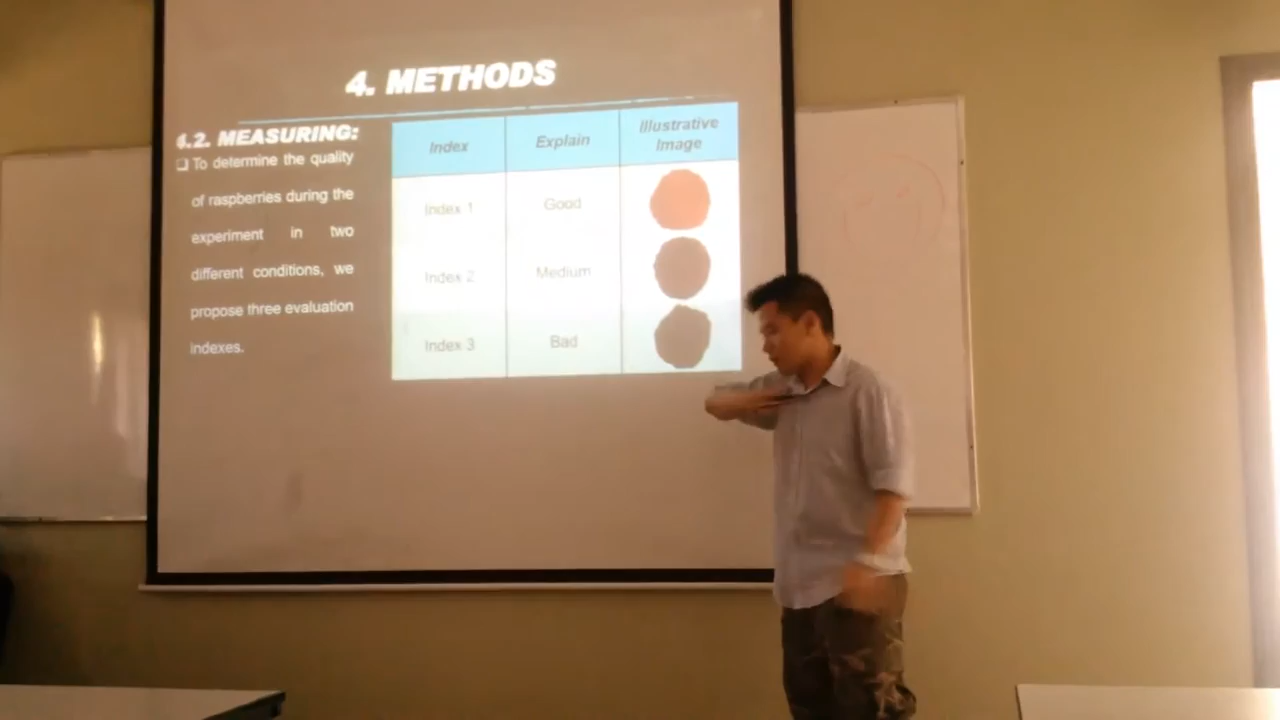 4. METHODS
4.2. MEASURING:
❑ To determine the quality
of raspberries during the
experiment in two
different conditions, we
propose three evaluation
indexes.
Index Explain Illustrative
Image
Index 1 Good
Index 2 Medium
Index 3 Bad